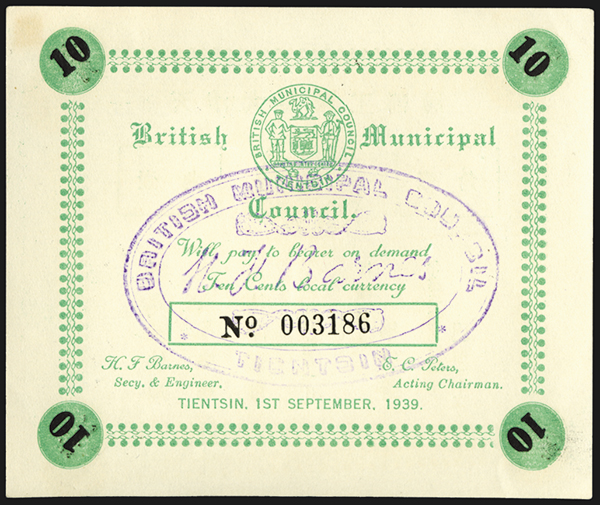 10 10
BRITISH MUNICIPAL COUNCIL
TIENTSIN
British Municipal
Council,
BRITISH MUNICIPAL COUNCIL
Will pay to bearer on demand
Ten Cents local currency
No. 003186
TIENTSIN
H. F Barnes, E. C. Peters,
Secy. & Engineer, Acting Chairman.
TIENTSIN, 1ST SEPTEMBER, 1939.
10 10